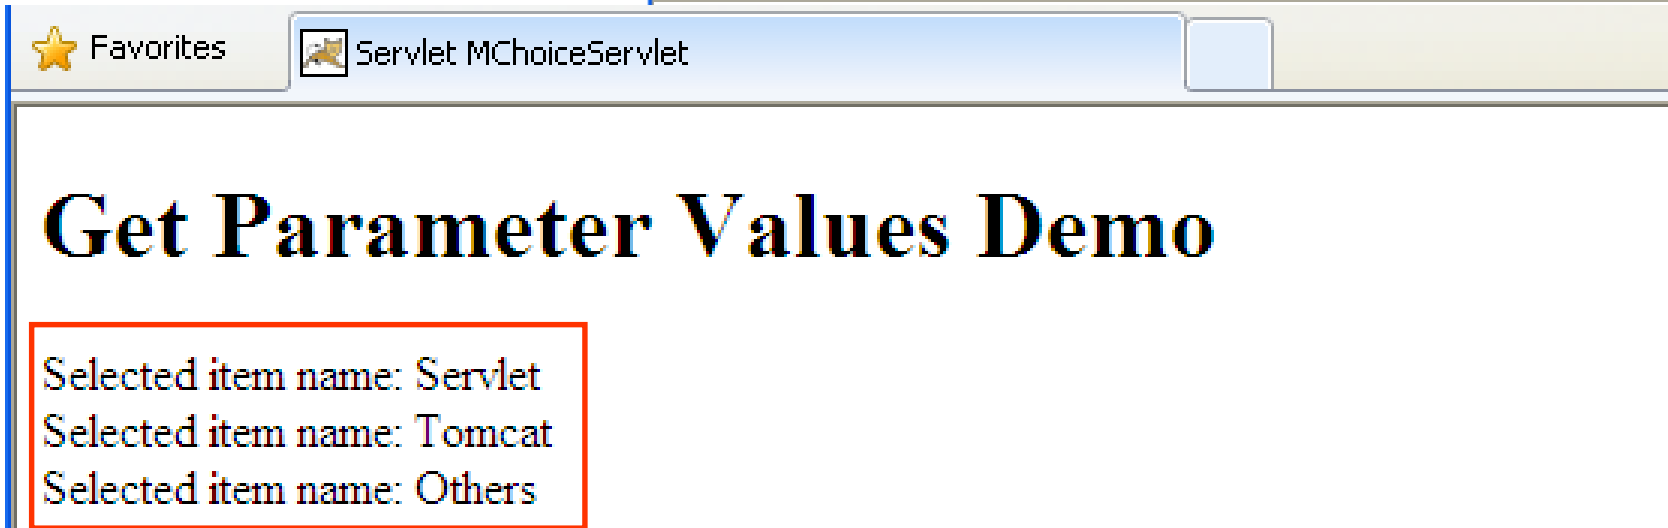 Favorites
Servlet MChoiceServlet
Get Parameter Values Demo
Selected item name: Servlet
Selected item name: Tomcat
Selected item name: Others